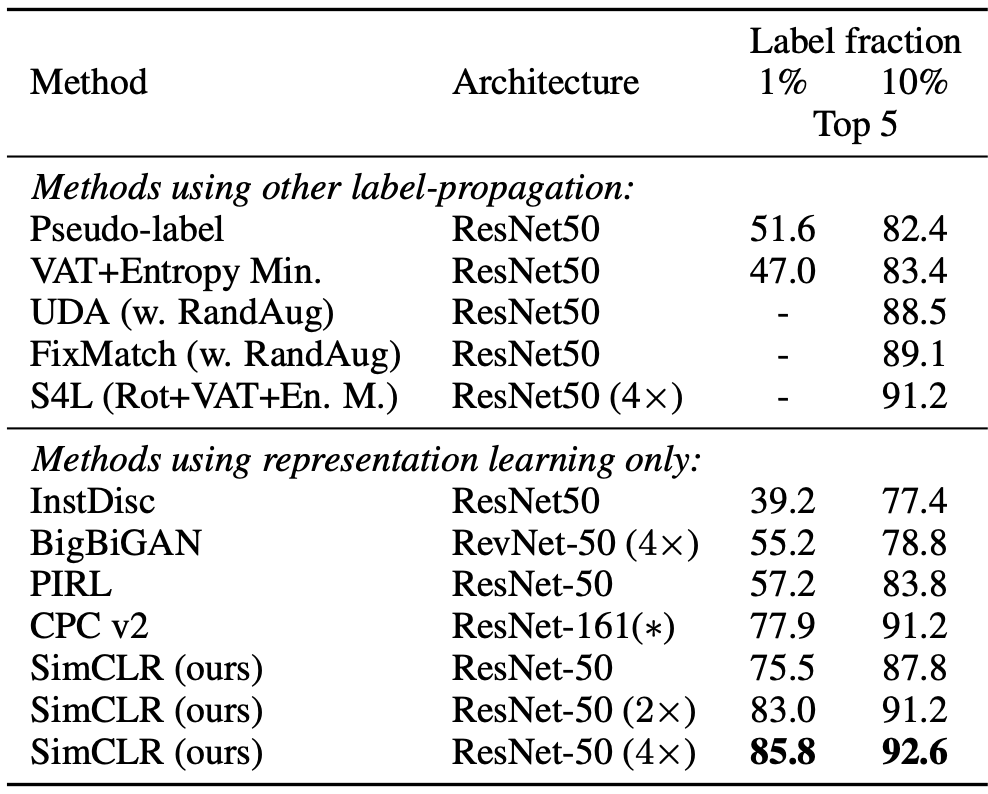 Label fraction
Method Architecture 1% 10%
Top 5
Methods using other label-propagation:
Pseudo-label ResNet50 51.6 82.4
VAT+Entropy Min. ResNet50 47.0 83.4
UDA (w. RandAug) ResNet50 - 88.5
FixMatch (w. RandAug) ResNet50 - 89.1
S4L (Rot+VAT+En. M.) ResNet50 (4×) - 91.2
Methods using representation learning only:
InstDisc ResNet50 39.2 77.4
BigBiGAN RevNet-50 (4×) 55.2 78.8
PIRL ResNet-50 57.2 83.8
CPC v2 ResNet-161(∗) 77.9 91.2
SimCLR (ours) ResNet-50 75.5 87.8
SimCLR (ours) ResNet-50 (2×) 83.0 91.2
SimCLR (ours) ResNet-50 (4×) 85.8 92.6